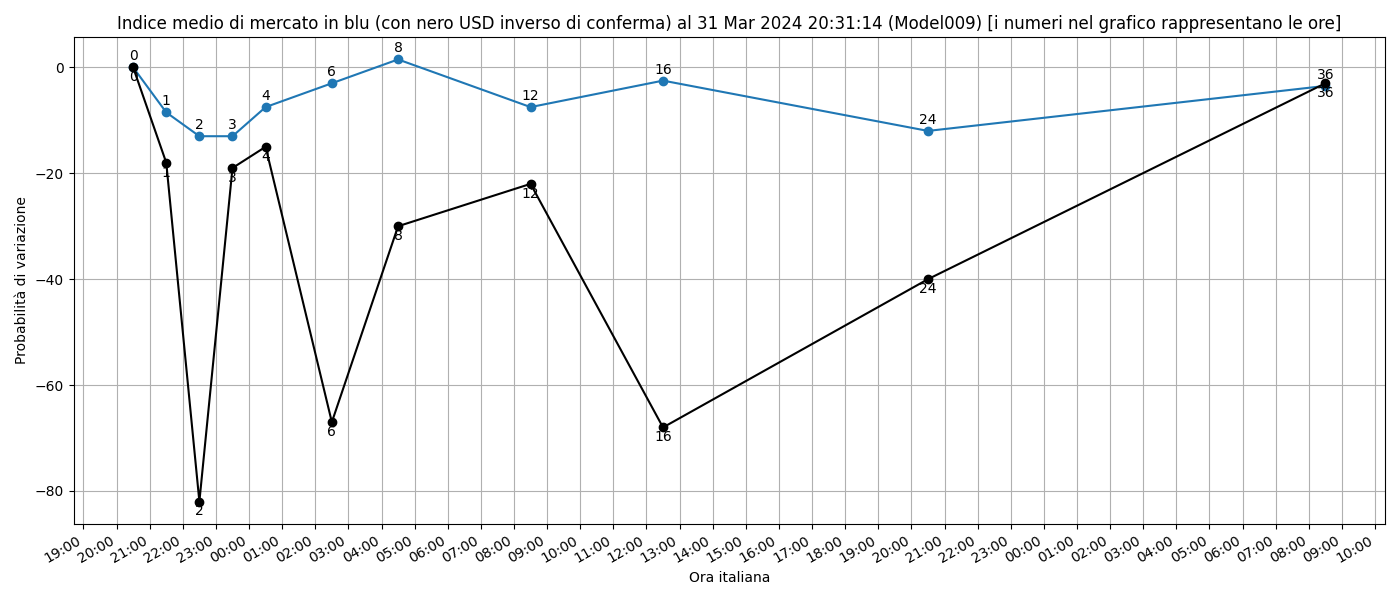 Indice medio di mercato in blu (con nero USD inverso di conferma) al 31 Mar 2024 20:31:14 (Model009) [i numeri nel grafico rappresentano le ore]
Probabilità di variazione
0
−20
−40
−60
−80
0 1 2 3 4 6 8 12 16 24 36
0 1 2 3 4 6 8 12 16 24 36
19:00 20:00 21:00 22:00 23:00 00:00 01:00 02:00 03:00 04:00 05:00 06:00 07:00 08:00 09:00 10:00 11:00 12:00 13:00 14:00 15:00 16:00 17:00 18:00 19:00 20:00 21:00 22:00 23:00 00:00 01:00 02:00 03:00 04:00 05:00 06:00 07:00 08:00 09:00 10:00
Ora italiana